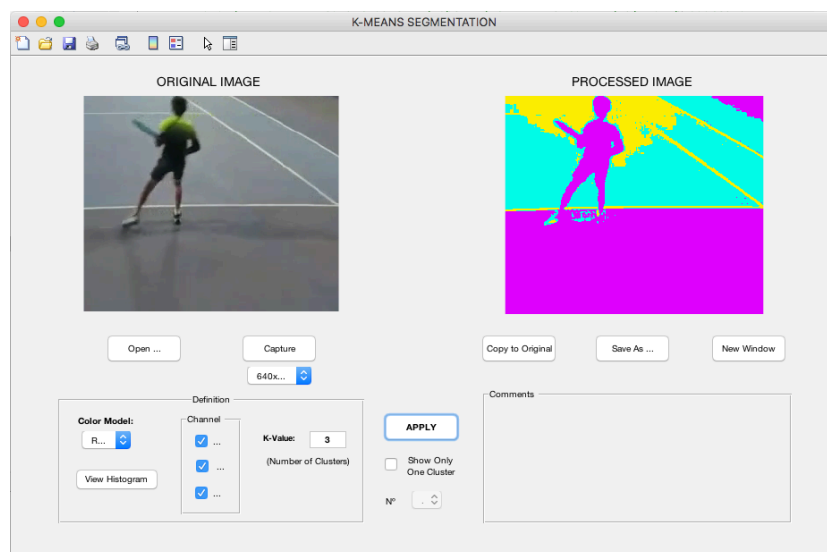 K-MEANS SEGMENTATION
ORIGINAL IMAGE
PROCESSED IMAGE
Open ...
Capture
640x...
Copy to Original
Save As ...
New Window
Definition
Color Model:
R...
View Histogram
Channel
...
...
...
K-Value:
3
(Number of Clusters)
APPLY
Show Only
One Cluster
Nº
.
Comments